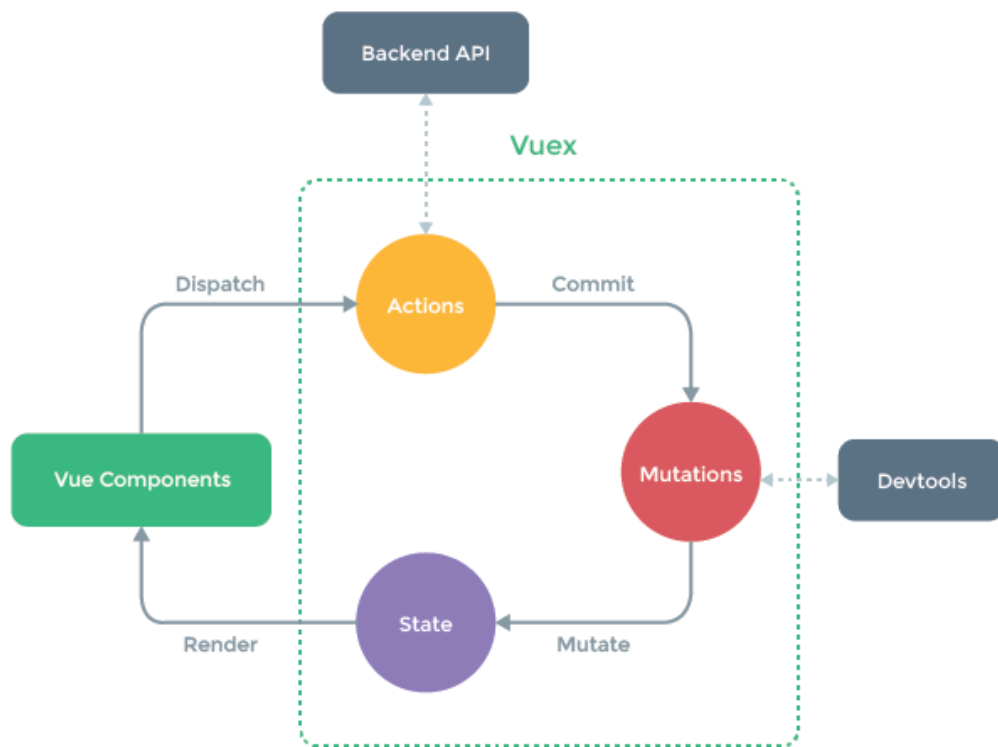 Backend API
Vuex
Dispatch
Actions
Commit
Vue Components
Mutations
Devtools
State
Render
Mutate